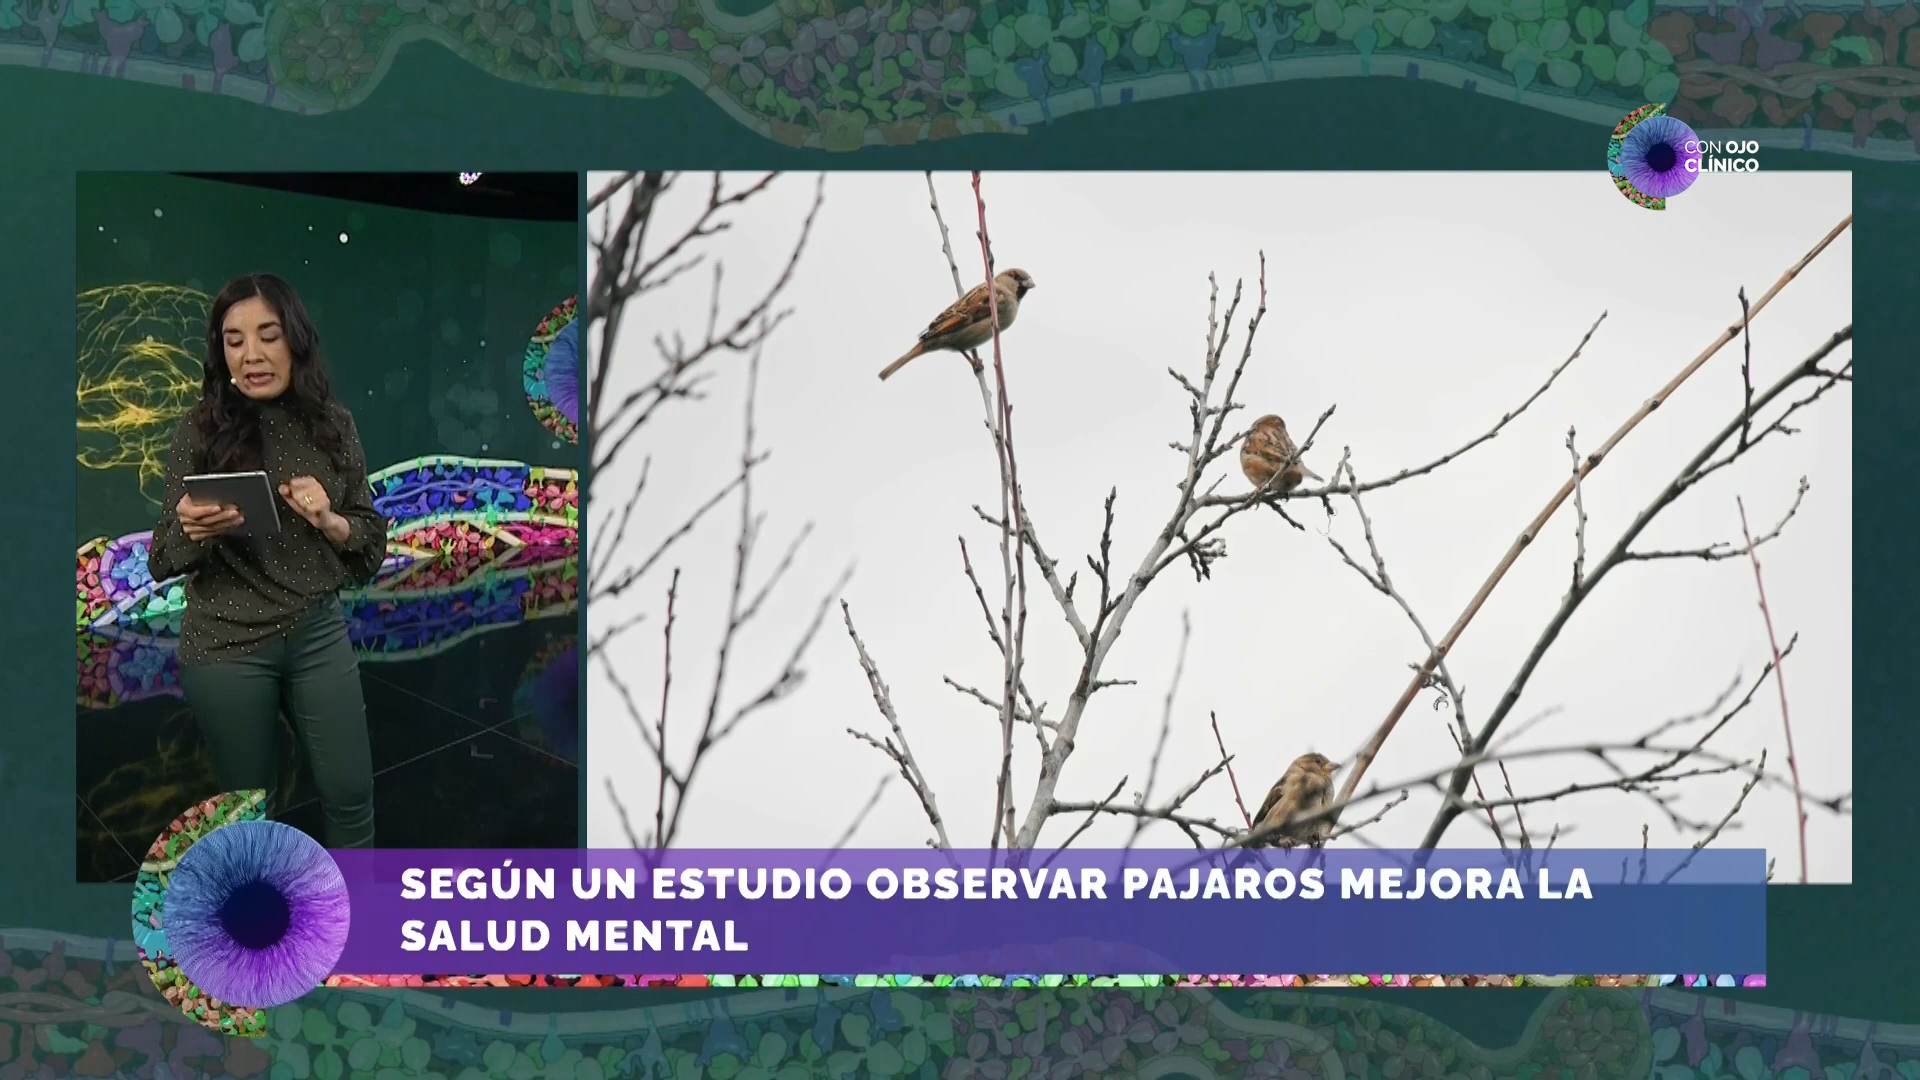 CON OJO
CLÍNICO
SEGÚN UN ESTUDIO OBSERVAR PAJAROS MEJORA LA
SALUD MENTAL